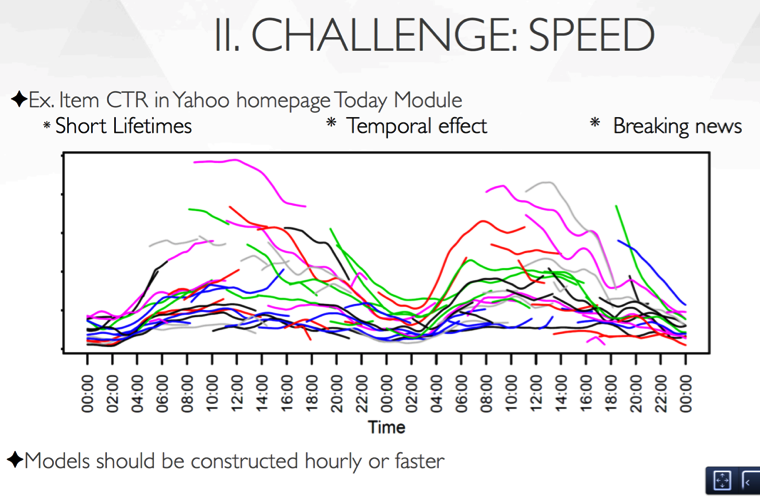 II. CHALLENGE: SPEED
✦Ex. Item CTR in Yahoo homepage Today Module
* Short Lifetimes * Temporal effect * Breaking news
00:00 02:00 04:00 06:00 08:00 10:00 12:00 14:00 16:00 18:00 20:00 22:00 00:00 02:00 04:00 06:00 08:00 10:00 12:00 14:00 16:00 18:00 20:00 22:00 00:00
Time
✦Models should be constructed hourly or faster